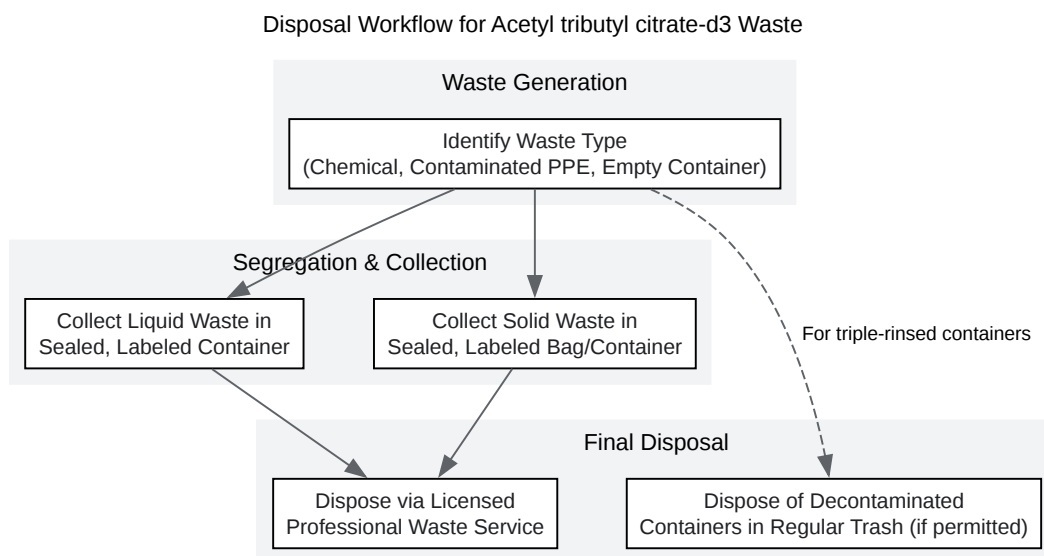 Disposal Workflow for Acetyl tributyl citrate-d3 Waste
Waste Generation
Identify Waste Type
(Chemical, Contaminated PPE, Empty Container)
Segregation & Collection
Collect Liquid Waste in
Sealed, Labeled Container
Collect Solid Waste in
Sealed, Labeled Bag/Container
For triple-rinsed containers
Final Disposal
Dispose via Licensed
Professional Waste Service
Dispose of Decontaminated
Containers in Regular Trash (if permitted)